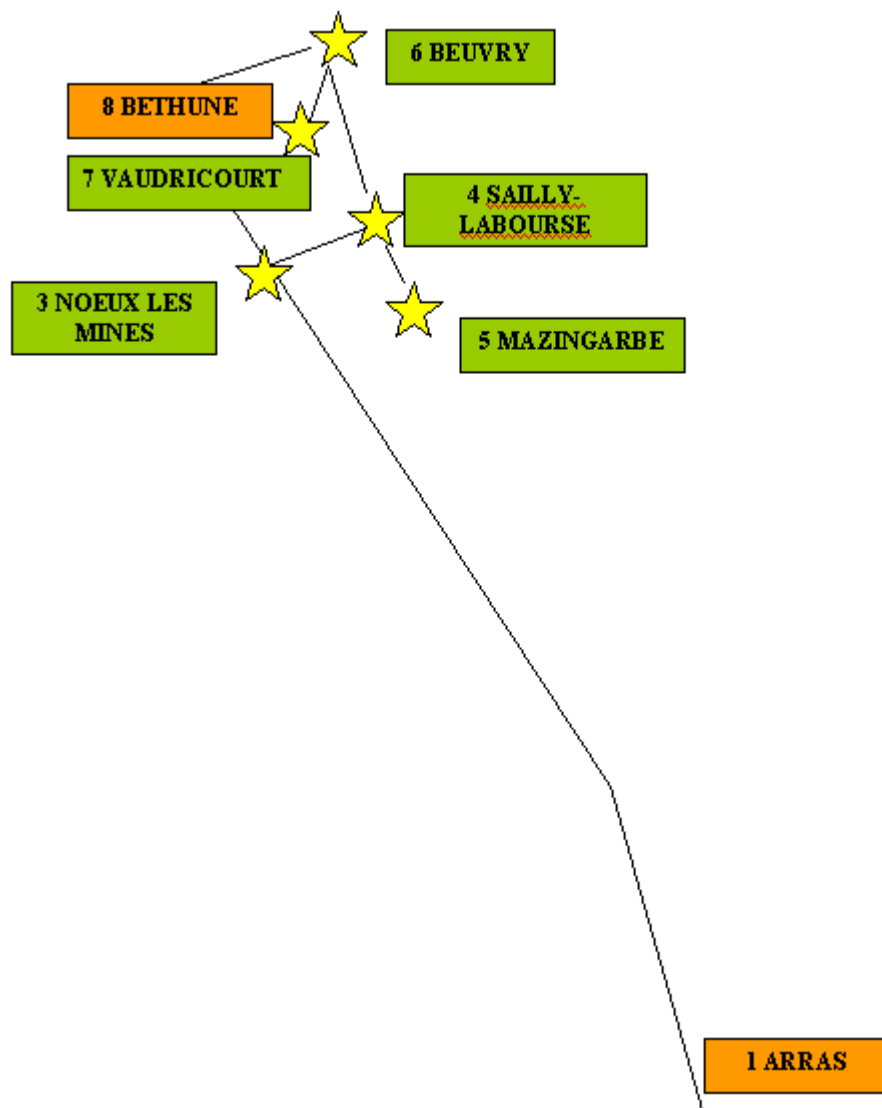 6 BEUVRY
8 BETHUNE
7 VAUDRICOURT
4 SAILLY-
LABOURSE
3 NOEUX LES
MINES
5 MAZINGARBE
1 ARRAS